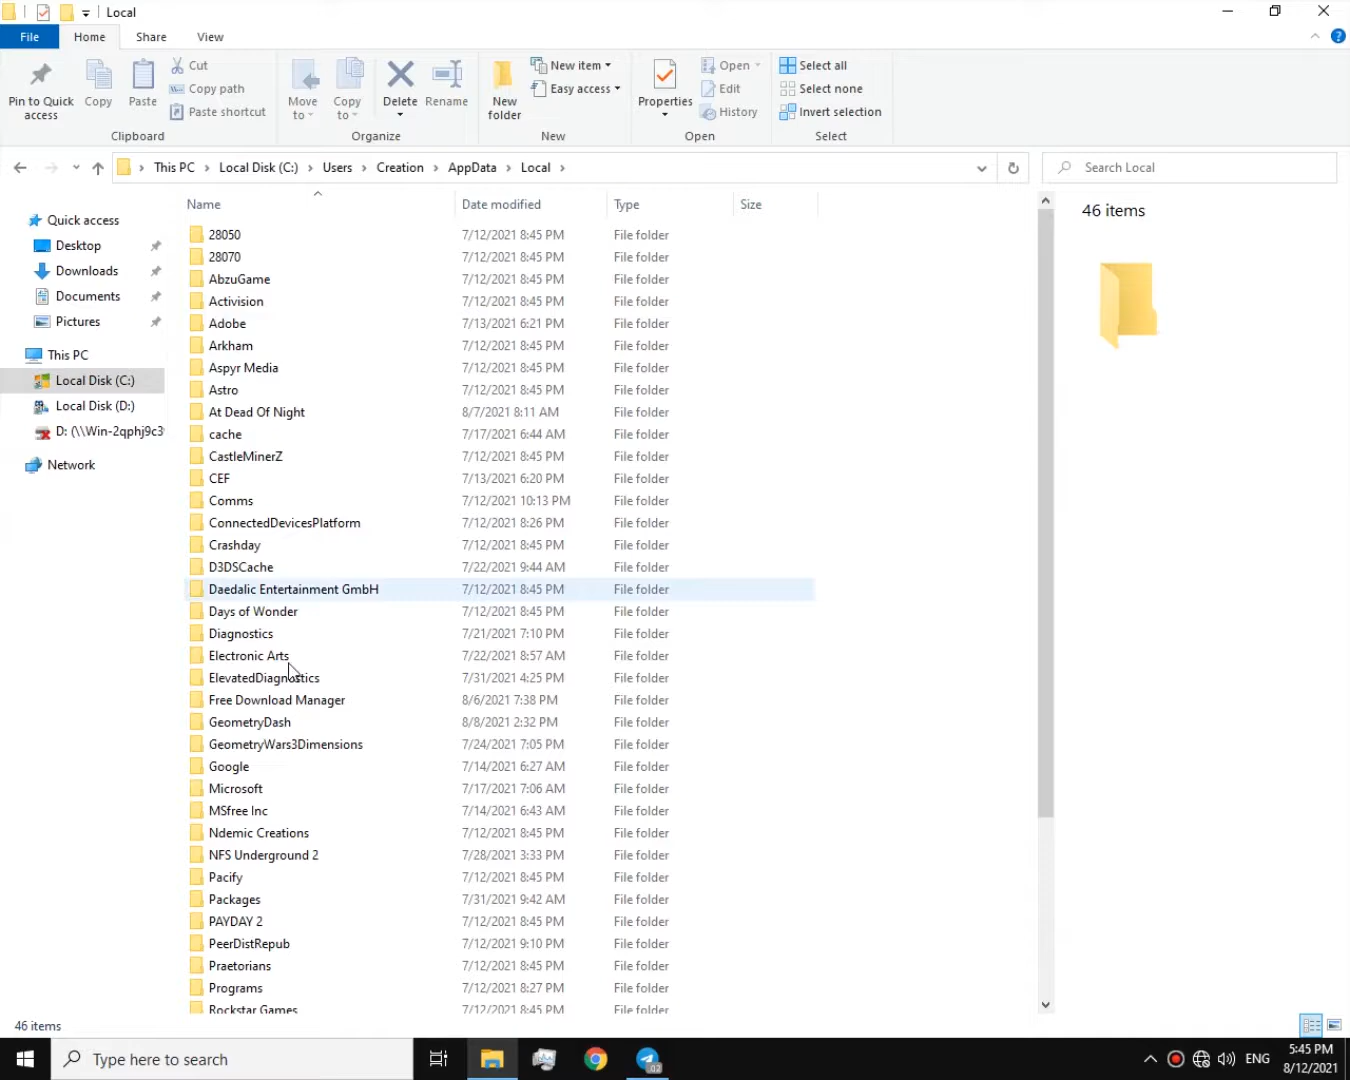 Local
File Home Share View
Pin to Quick access
Copy
Paste
Cut
Copy path
Paste shortcut
Clipboard
Move to
Copy to
Delete
Rename
Organize
New folder
New item
Easy access
New
Properties
Open
Edit
History
Open
Select all
Select none
Invert selection
Select
This PC Local Disk (C:) Users Creation AppData Local
Search Local
Quick access
Desktop
Downloads
Documents
Pictures
This PC
Local Disk (C:)
Local Disk (D:)
D: (\\Win-2qphj9c3
Network
Name Date modified Type Size
28050 7/12/2021 8:45 PM File folder
28070 7/12/2021 8:45 PM File folder
AbzuGame 7/12/2021 8:45 PM File folder
Activision 7/12/2021 8:45 PM File folder
Adobe 7/13/2021 6:21 PM File folder
Arkham 7/12/2021 8:45 PM File folder
Aspyr Media 7/12/2021 8:45 PM File folder
Astro 7/12/2021 8:45 PM File folder
At Dead Of Night 8/7/2021 8:11 AM File folder
cache 7/17/2021 6:44 AM File folder
CastleMinerZ 7/12/2021 8:45 PM File folder
CEF 7/13/2021 6:20 PM File folder
Comms 7/12/2021 10:13 PM File folder
ConnectedDevicesPlatform 7/12/2021 8:26 PM File folder
Crashday 7/12/2021 8:45 PM File folder
D3DSCache 7/22/2021 9:44 AM File folder
Daedalic Entertainment GmbH 7/12/2021 8:45 PM File folder
Days of Wonder 7/12/2021 8:45 PM File folder
Diagnostics 7/21/2021 7:10 PM File folder
Electronic Arts 7/22/2021 8:57 AM File folder
ElevatedDiagnostics 7/31/2021 4:25 PM File folder
Free Download Manager 8/6/2021 7:38 PM File folder
GeometryDash 8/8/2021 2:32 PM File folder
GeometryWars3Dimensions 7/24/2021 7:05 PM File folder
Google 7/14/2021 6:27 AM File folder
Microsoft 7/17/2021 7:06 AM File folder
MSfree Inc 7/14/2021 6:43 AM File folder
Ndemic Creations 7/12/2021 8:45 PM File folder
NFS Underground 2 7/28/2021 3:33 PM File folder
Pacify 7/12/2021 8:45 PM File folder
Packages 7/31/2021 9:42 AM File folder
PAYDAY 2 7/12/2021 8:45 PM File folder
PeerDistRepub 7/12/2021 9:10 PM File folder
Praetorians 7/12/2021 8:45 PM File folder
Programs 7/12/2021 8:27 PM File folder
Rockstar Games 7/12/2021 8:45 PM File folder
46 items
46 items
Type here to search
02
ENG
5:45 PM
8/12/2021